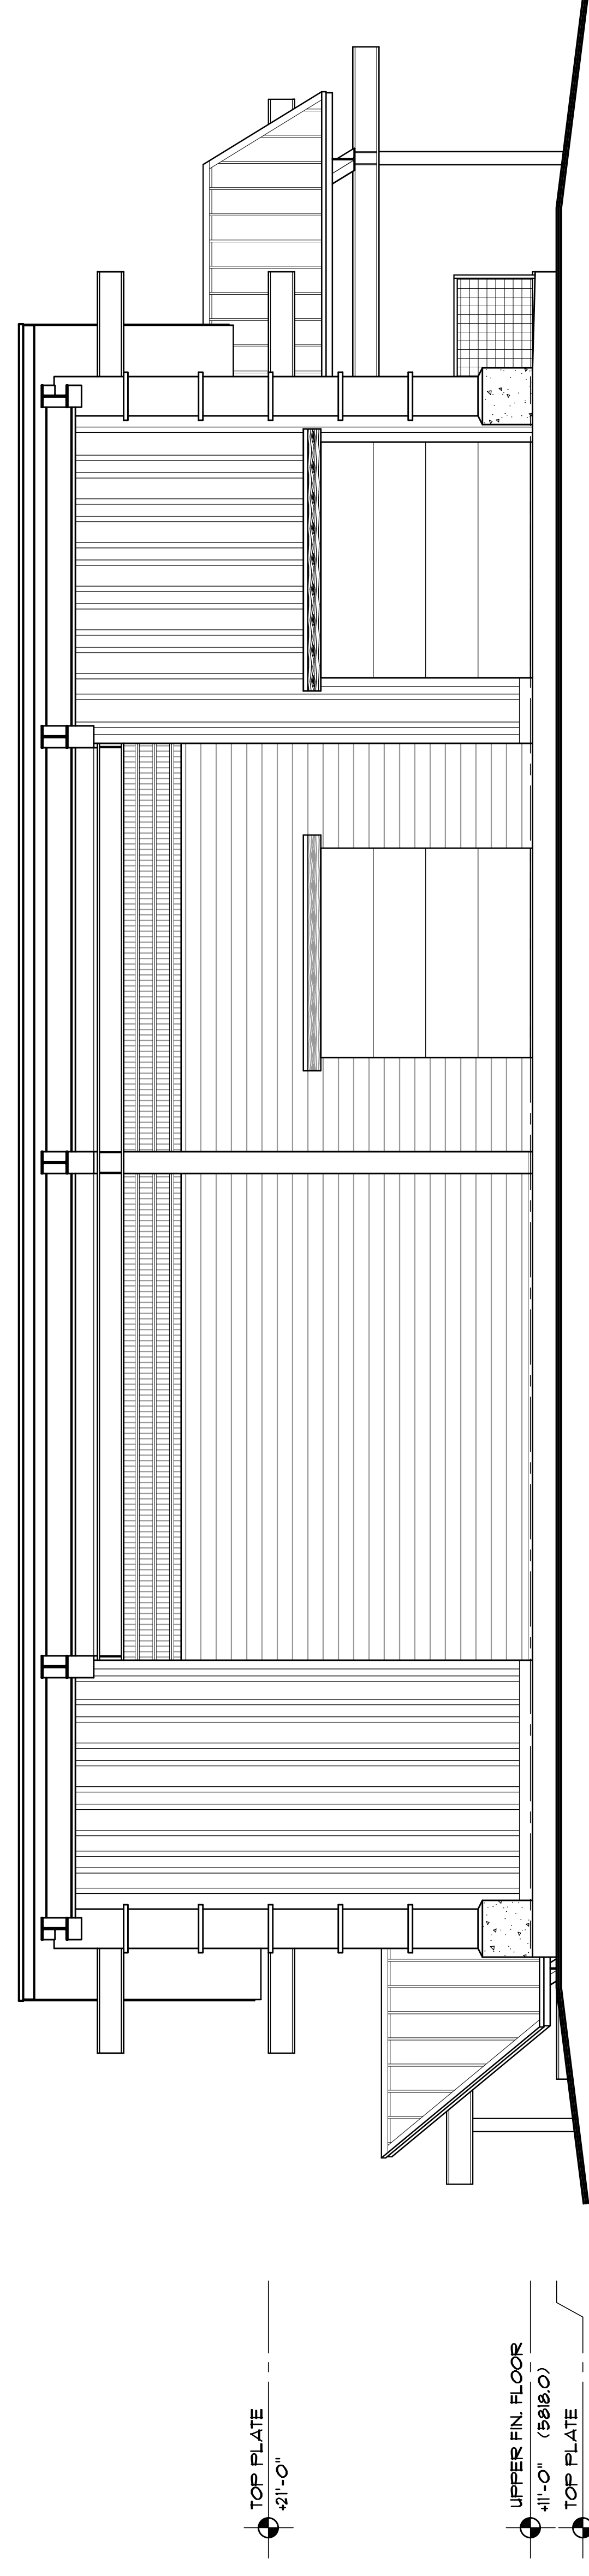 TOP PLATE
+21'-0"
UPPER FIN. FLOOR
+11'-0" (5818.0)
TOP PLATE